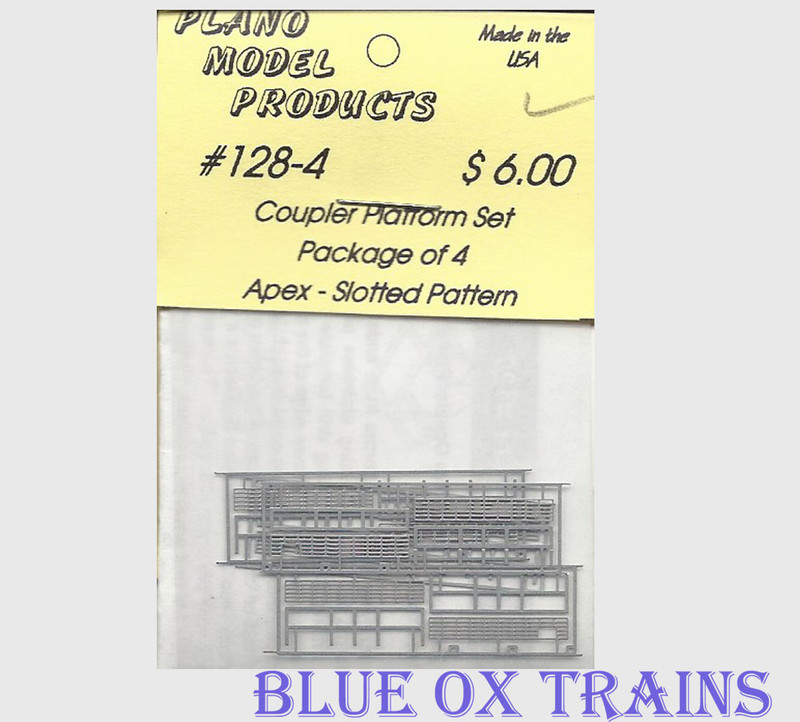 PLANO
MODEL
PRODUCTS
Made in the
USA
#128-4
$ 6.00
Coupler Platform Set
Package of 4
Apex - Slotted Pattern
BLUE OX TRAINS